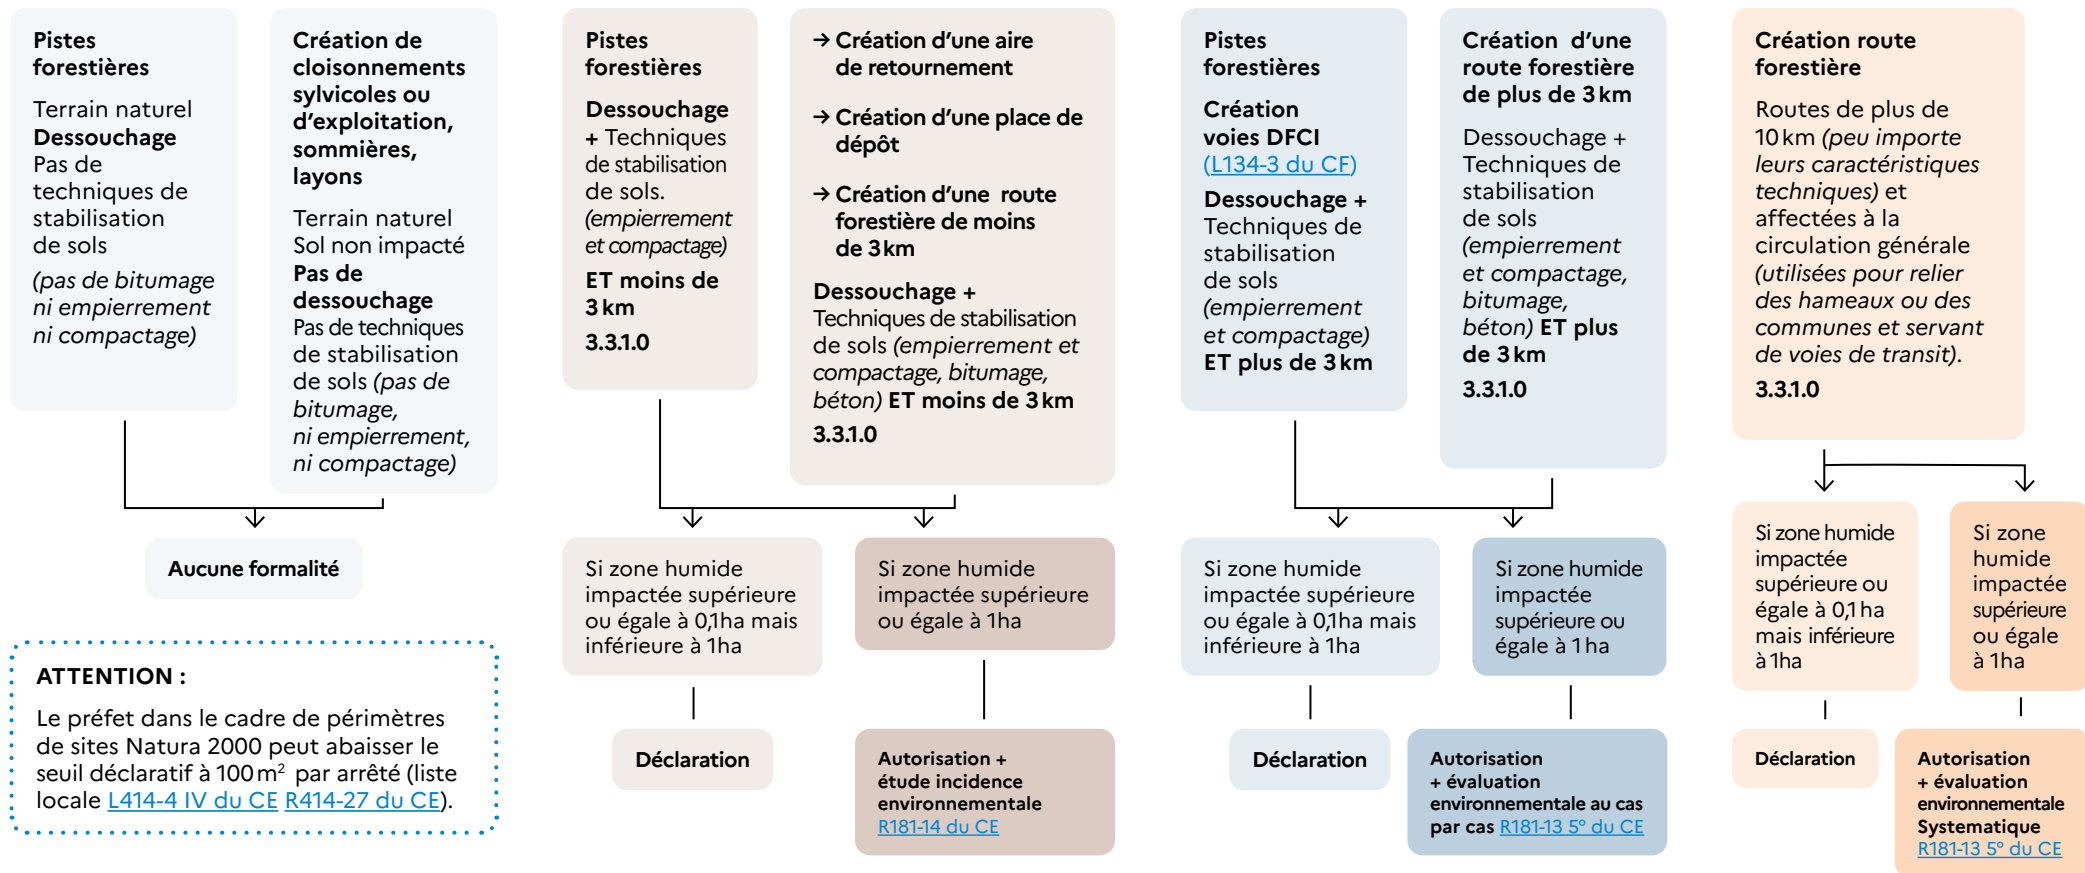 Pistes
forestières
Terrain naturel
Dessouchage
Pas de
techniques de
stabilisation
de sols
(pas de bitumage
ni empierrement
ni compactage)
Création de
cloisonnements
sylvicoles ou
d’exploitation,
sommières,
layons
Terrain naturel
Sol non impacté
Pas de
dessouchage
Pas de techniques
de stabilisation
de sols (pas de
bitumage,
ni empierrement,
ni compactage)
Aucune formalité
ATTENTION :
Le préfet dans le cadre de périmètres
de sites Natura 2000 peut abaisser le
seuil déclaratif à 100 m² par arrêté (liste
locale L414-4 IV du CE R414-27 du CE).
Pistes
forestières
Dessouchage
+ Techniques
de stabilisation
de sols.
(empierrement
et compactage)
ET moins de
3 km
3.3.1.0
→ Création d’une aire
de retournement
→ Création d’une place de
dépôt
→ Création d’une route
forestière de moins
de 3 km
Dessouchage +
Techniques de stabilisation
de sols (empierrement et
compactage, bitumage,
béton) ET moins de 3 km
3.3.1.0
Si zone humide
impactée supérieure
ou égale à 0,1ha mais
inférieure à 1ha
Déclaration
Si zone humide
impactée supérieure
ou égale à 1ha
Autorisation +
étude incidence
environnementale
R181-14 du CE
Pistes
forestières
Création
voies DFCI
(L134-3 du CF)
Dessouchage +
Techniques de
stabilisation
de sols
(empierrement
et compactage)
ET plus de 3 km
Création d’une
route forestière
de plus de 3 km
Dessouchage +
Techniques de
stabilisation
de sols
(empierrement
et compactage,
bitumage,
béton) ET plus
de 3 km
3.3.1.0
Si zone humide
impactée supérieure
ou égale à 0,1ha mais
inférieure à 1ha
Déclaration
Si zone humide
impactée
supérieure ou
égale à 1 ha
Autorisation
+ évaluation
environnementale au cas
par cas R181-13 5° du CE
Création route
forestière
Routes de plus de
10 km (peu importe
leurs caractéristiques
techniques) et
affectées à la
circulation générale
(utilisées pour relier
des hameaux ou des
communes et servant
de voies de transit).
3.3.1.0
Si zone humide
impactée
supérieure ou
égale à 0,1 ha
mais inférieure
à 1ha
Déclaration
Si zone
humide
impactée
supérieure
ou égale
à 1ha
Autorisation
+ évaluation
environnementale
Systematique
R181-13 5° du CE